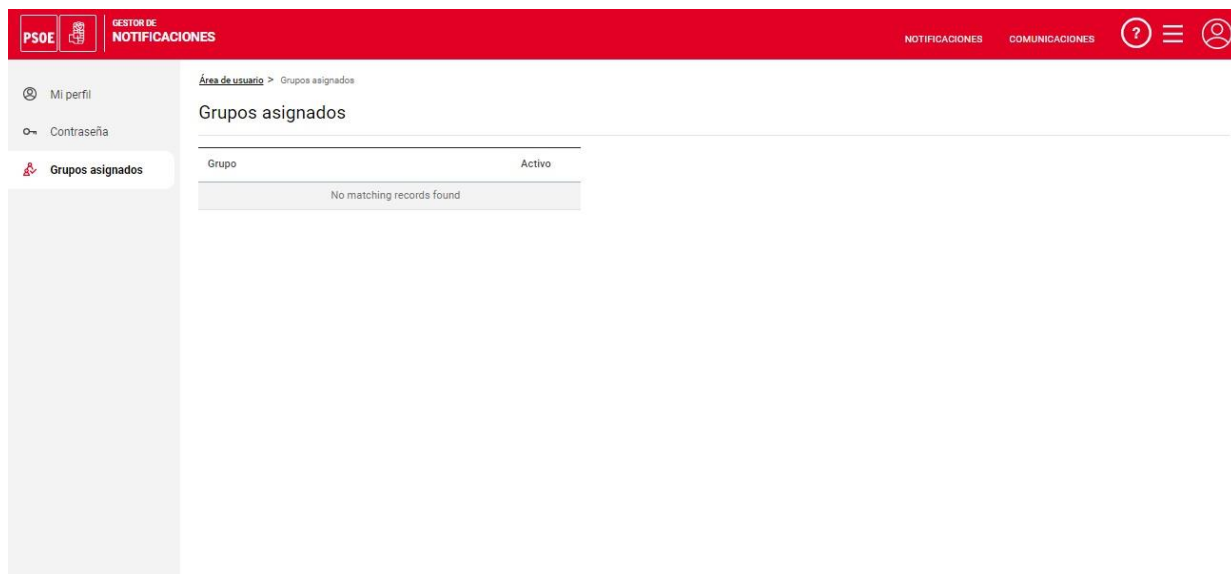 PSOE
GESTOR DE
NOTIFICACIONES
NOTIFICACIONES COMUNICACIONES ?
Mi perfil
Contraseña
Grupos asignados
Área de usuario > Grupos asignados
Grupos asignados
Grupo Activo
No matching records found